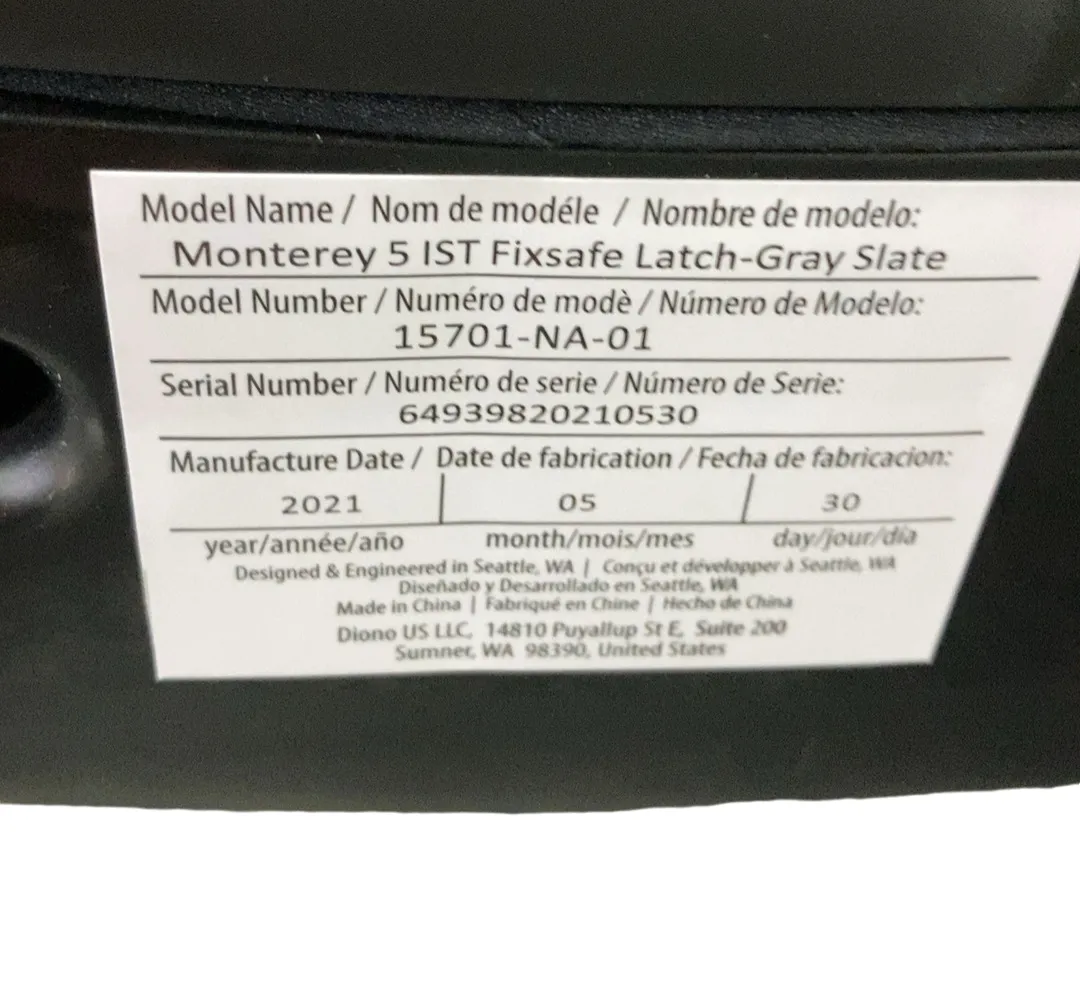 Model Name / Nom de modéle / Nombre de modelo:
Monterey 5 IST Fixsafe Latch-Gray Slate
Model Number / Numéro de modè / Número de Modelo:
15701-NA-01
Serial Number / Numéro de serie / Número de Serie:
64939820210530
Manufacture Date / Date de fabrication / Fecha de fabricacion:
2021 05 30
year/année/año month/mois/mes day/jour/día
Designed & Engineered in Seattle, WA | Conçu et développer à Seattle, WA
Diseñado y Desarrollado en Seattle, WA
Made in China | Fabriqué en Chine | Hecho de China
Diono US LLC, 14810 Puyallup St E, Suite 200
Sumner, WA 98390, United States